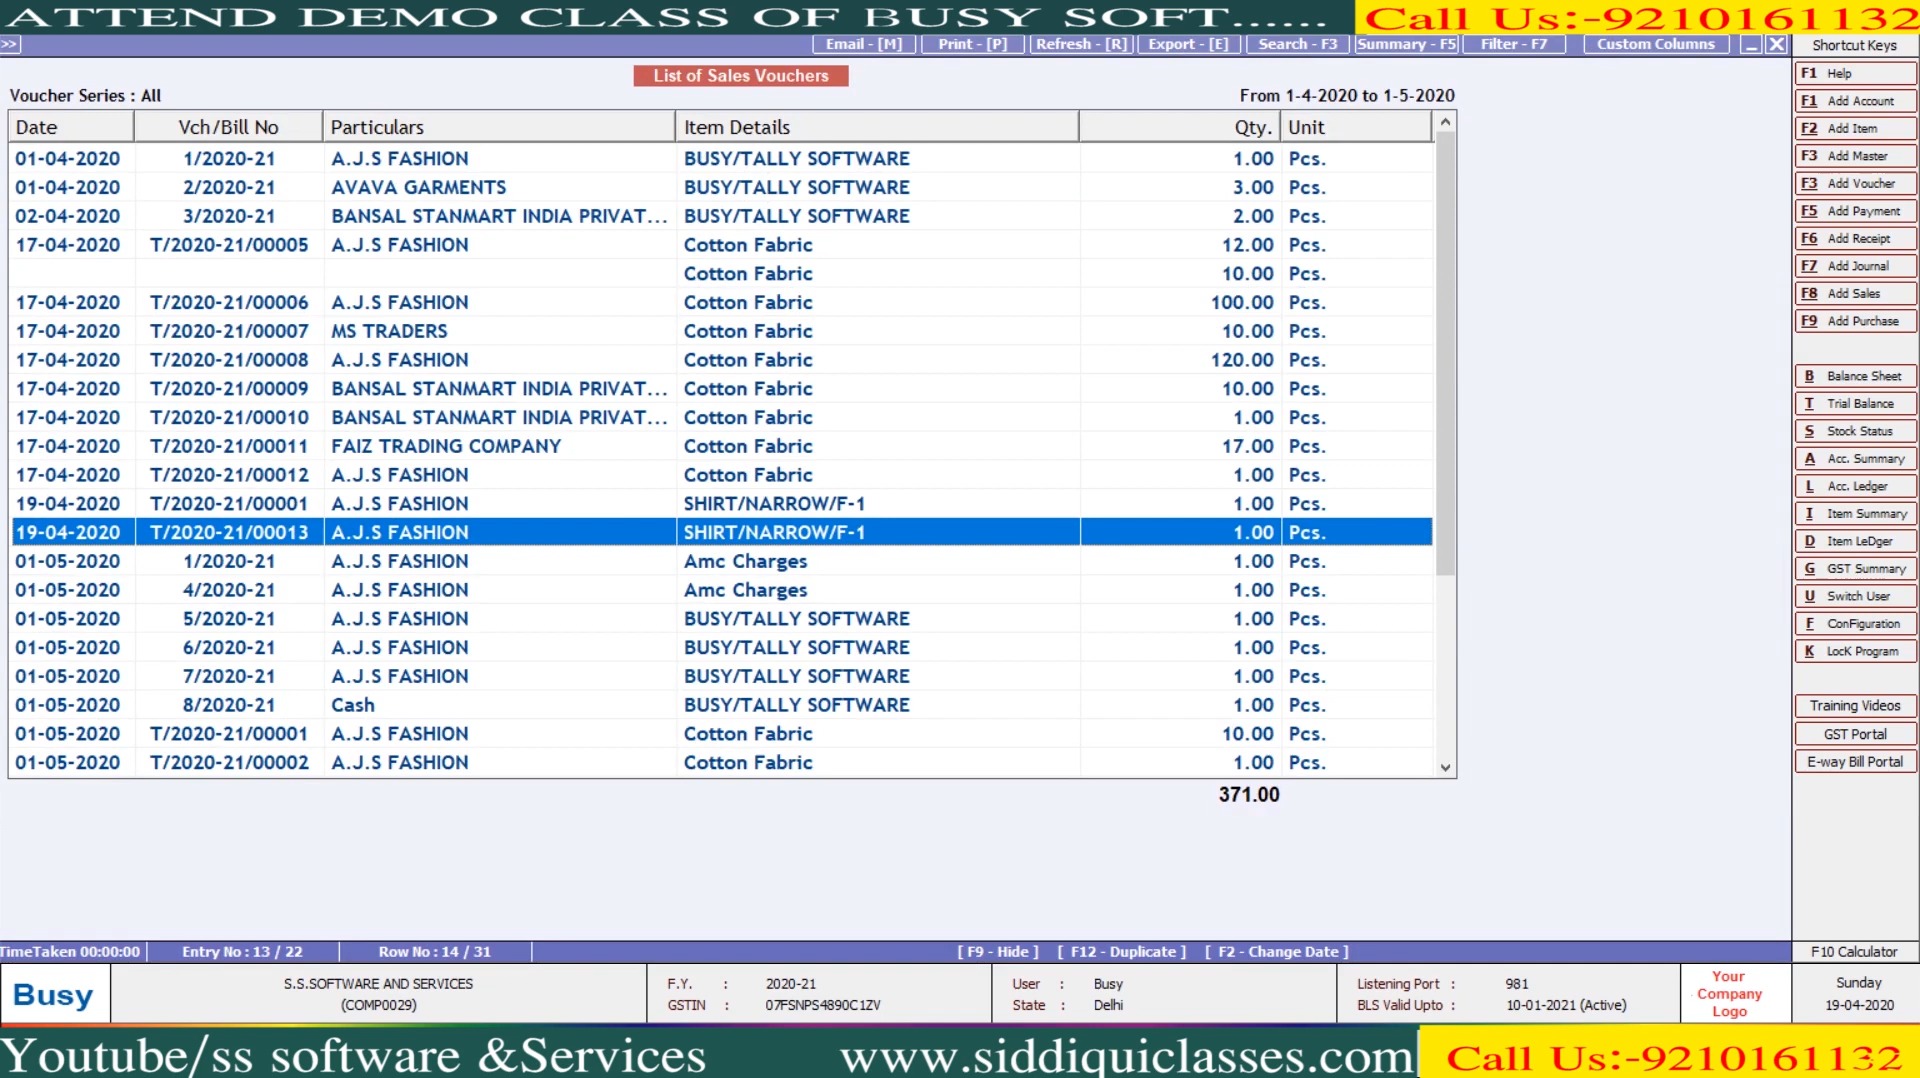 ATTEND DEMO CLASS OF BUSY SOFT......
Call Us:-9210161132
>> Email - [M] Print - [P] Refresh - [R] Export - [E] Search - F3 Summary - F5 Filter - F7 Custom Columns _ X Shortcut Keys
List of Sales Vouchers
Voucher Series : All From 1-4-2020 to 1-5-2020
Date Vch/Bill No Particulars Item Details Qty. Unit
01-04-2020 1/2020-21 A.J.S FASHION BUSY/TALLY SOFTWARE 1.00 Pcs.
01-04-2020 2/2020-21 AVAVA GARMENTS BUSY/TALLY SOFTWARE 3.00 Pcs.
02-04-2020 3/2020-21 BANSAL STANMART INDIA PRIVAT... BUSY/TALLY SOFTWARE 2.00 Pcs.
17-04-2020 T/2020-21/00005 A.J.S FASHION Cotton Fabric 12.00 Pcs.
Cotton Fabric 10.00 Pcs.
17-04-2020 T/2020-21/00006 A.J.S FASHION Cotton Fabric 100.00 Pcs.
17-04-2020 T/2020-21/00007 MS TRADERS Cotton Fabric 10.00 Pcs.
17-04-2020 T/2020-21/00008 A.J.S FASHION Cotton Fabric 120.00 Pcs.
17-04-2020 T/2020-21/00009 BANSAL STANMART INDIA PRIVAT... Cotton Fabric 10.00 Pcs.
17-04-2020 T/2020-21/00010 BANSAL STANMART INDIA PRIVAT... Cotton Fabric 1.00 Pcs.
17-04-2020 T/2020-21/00011 FAIZ TRADING COMPANY Cotton Fabric 17.00 Pcs.
17-04-2020 T/2020-21/00012 A.J.S FASHION Cotton Fabric 1.00 Pcs.
19-04-2020 T/2020-21/00001 A.J.S FASHION SHIRT/NARROW/F-1 1.00 Pcs.
19-04-2020 T/2020-21/00013 A.J.S FASHION SHIRT/NARROW/F-1 1.00 Pcs.
01-05-2020 1/2020-21 A.J.S FASHION Amc Charges 1.00 Pcs.
01-05-2020 4/2020-21 A.J.S FASHION Amc Charges 1.00 Pcs.
01-05-2020 5/2020-21 A.J.S FASHION BUSY/TALLY SOFTWARE 1.00 Pcs.
01-05-2020 6/2020-21 A.J.S FASHION BUSY/TALLY SOFTWARE 1.00 Pcs.
01-05-2020 7/2020-21 A.J.S FASHION BUSY/TALLY SOFTWARE 1.00 Pcs.
01-05-2020 8/2020-21 Cash BUSY/TALLY SOFTWARE 1.00 Pcs.
01-05-2020 T/2020-21/00001 A.J.S FASHION Cotton Fabric 10.00 Pcs.
01-05-2020 T/2020-21/00002 A.J.S FASHION Cotton Fabric 1.00 Pcs.
371.00
F1 Help
F1 Add Account
F2 Add Item
F3 Add Master
F3 Add Voucher
F5 Add Payment
F6 Add Receipt
F7 Add Journal
F8 Add Sales
F9 Add Purchase
B Balance Sheet
T Trial Balance
S Stock Status
A Acc. Summary
L Acc. Ledger
I Item Summary
D Item LeDger
G GST Summary
U Switch User
F ConFiguration
K LocK Program
Training Videos
GST Portal
E-way Bill Portal
TimeTaken 00:00:00 Entry No : 13 / 22 Row No : 14 / 31 [ F9 - Hide ] [ F12 - Duplicate ] [ F2 - Change Date ] F10 Calculator
Busy
S.S.SOFTWARE AND SERVICES
(COMP0029)
F.Y. : 2020-21
GSTIN : 07FSNPS4890C1ZV
User : Busy
State : Delhi
Listening Port : 981
BLS Valid Upto : 10-01-2021 (Active)
Your
Company
Logo
Sunday
19-04-2020
Youtube/ss software &Services www.siddiquiclasses.com Call Us:-9210161132